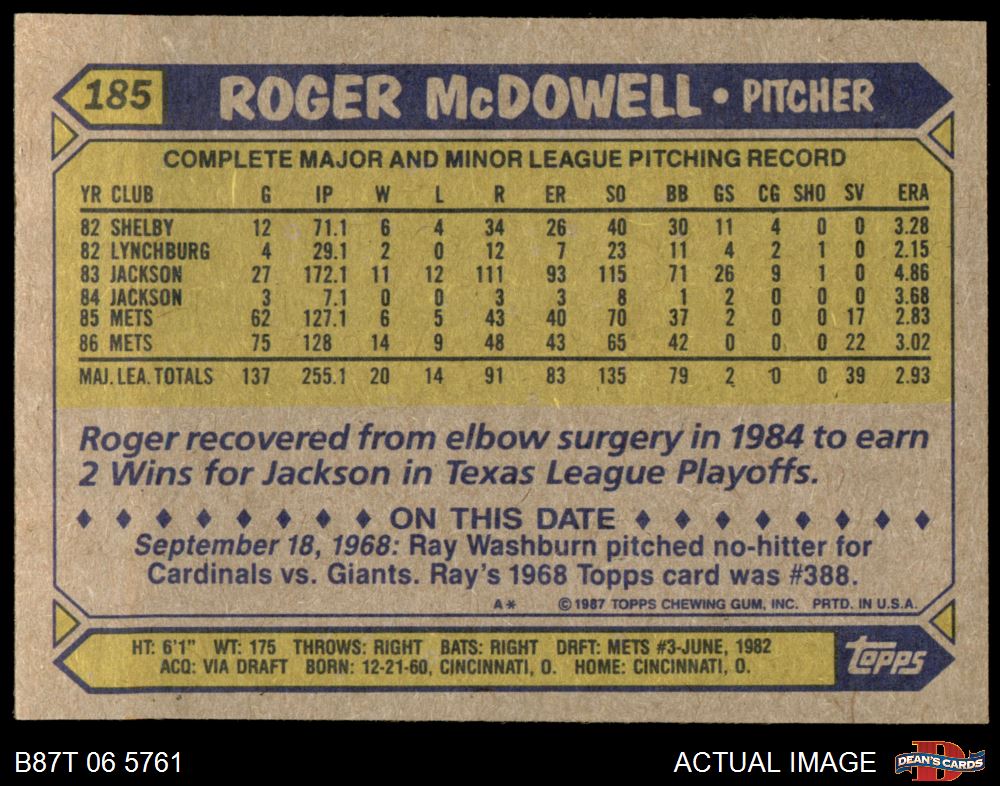 185 ROGER McDOWELL • PITCHER
COMPLETE MAJOR AND MINOR LEAGUE PITCHING RECORD
YR CLUB G IP W L R ER SO BB GS CG SHO SV ERA
82 SHELBY 12 71.1 6 4 34 26 40 30 11 4 0 0 3.28
82 LYNCHBURG 4 29.1 2 0 12 7 23 11 4 2 1 0 2.15
83 JACKSON 27 172.1 11 12 111 93 115 71 26 9 1 0 4.86
84 JACKSON 3 7.1 0 0 3 3 8 1 2 0 0 0 3.68
85 METS 62 127.1 6 5 43 40 70 37 2 0 0 17 2.83
86 METS 75 128 14 9 48 43 65 42 0 0 0 22 3.02
MAJ. LEA. TOTALS 137 255.1 20 14 91 83 135 79 2 0 0 39 2.93
Roger recovered from elbow surgery in 1984 to earn
2 Wins for Jackson in Texas League Playoffs.
ON THIS DATE
September 18, 1968: Ray Washburn pitched no-hitter for
Cardinals vs. Giants. Ray's 1968 Topps card was #388.
A* © 1987 TOPPS CHEWING GUM, INC. PRTD. IN U.S.A.
HT: 6'1" WT: 175 THROWS: RIGHT BATS: RIGHT DRFT: METS #3-JUNE, 1982
ACQ: VIA DRAFT BORN: 12-21-60, CINCINNATI, O. HOME: CINCINNATI, O.
TOPPS
B87T 06 5761 ACTUAL IMAGE D DEAN'S CARDS